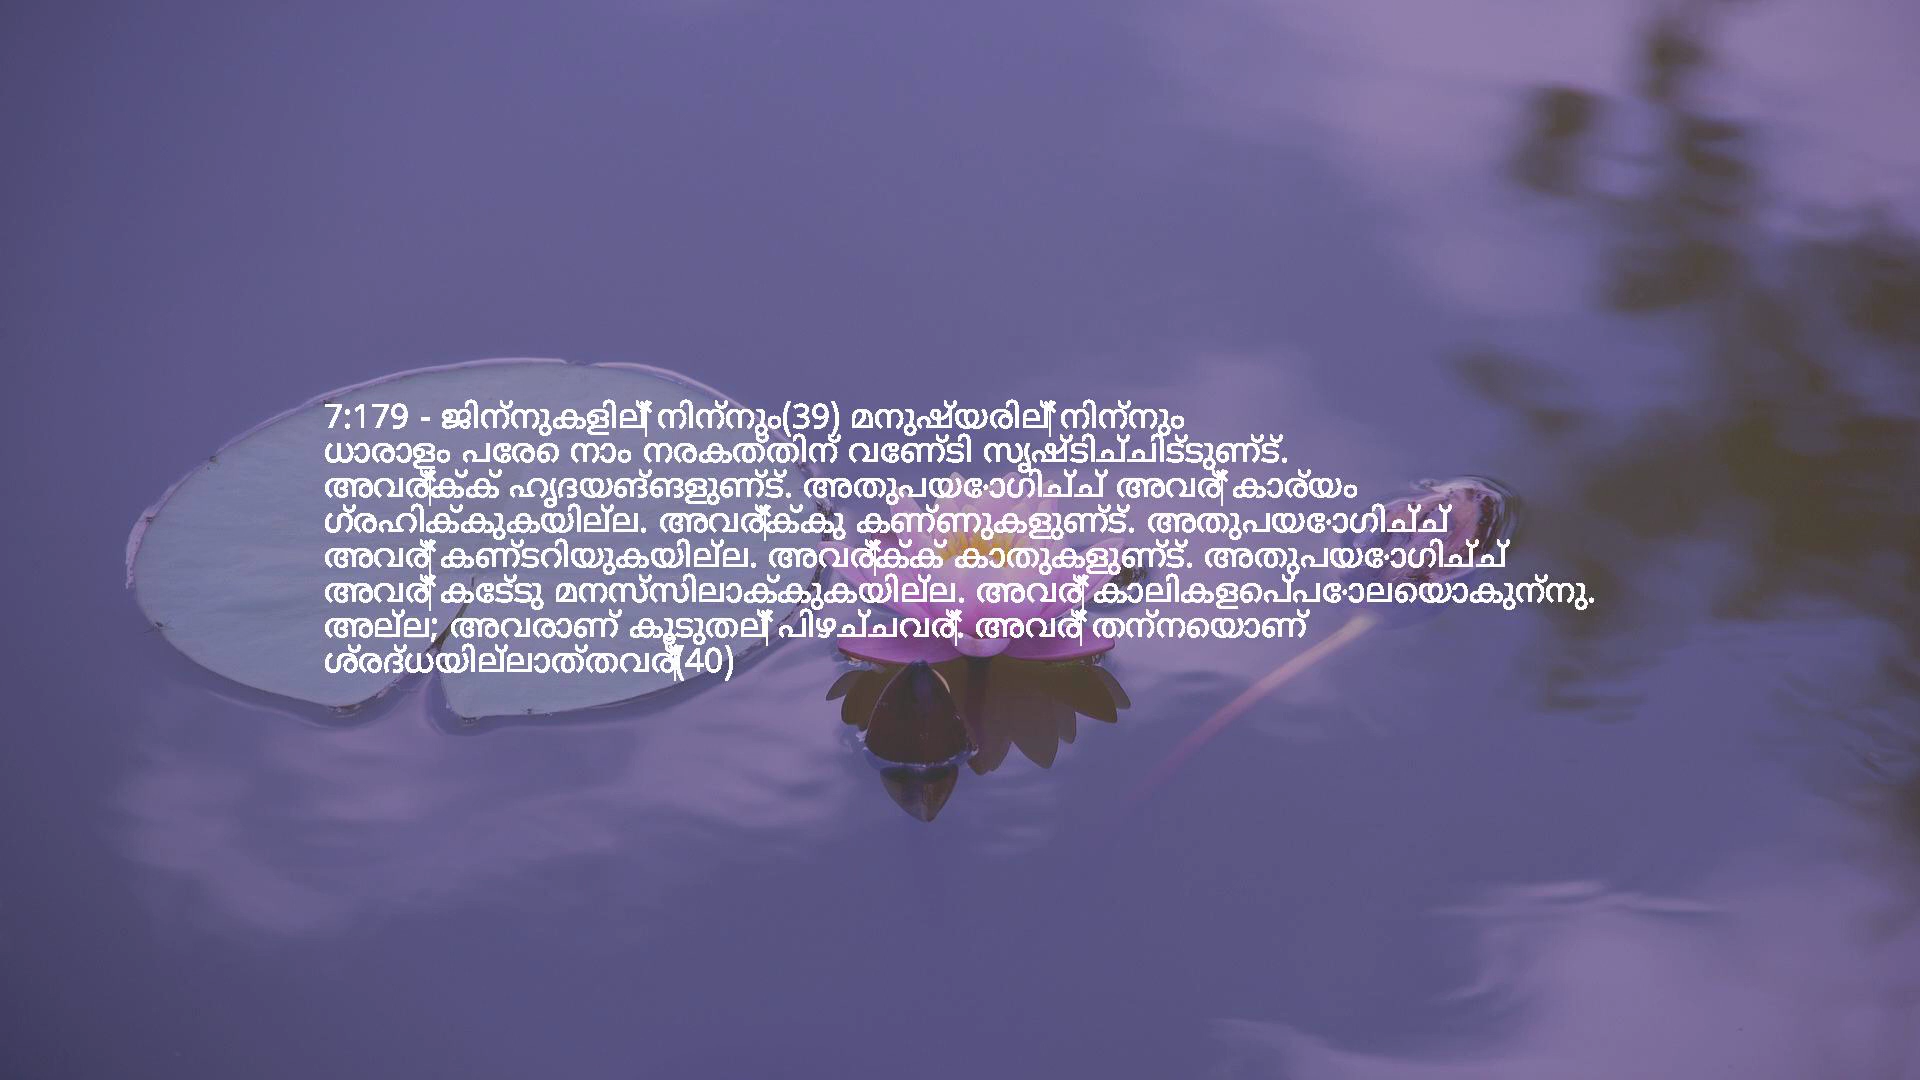 7:179 - ജിന്നുകളില്‍ നിന്നും(39) മനുഷ്യരില്‍ നിന്നും
ധാരാളം പേരെ നാം നരകത്തിന് വേണ്ടി സൃഷ്ടിച്ചിട്ടുണ്ട്.
അവര്‍ക്ക് ഹൃദയങ്ങളുണ്ട്. അതുപയോഗിച്ച് അവര്‍ കാര്യം
ഗ്രഹിക്കുകയില്ല. അവര്‍ക്കു കണ്ണുകളുണ്ട്. അതുപയോഗിച്ച്
അവര്‍ കണ്ടറിയുകയില്ല. അവര്‍ക്ക് കാതുകളുണ്ട്. അതുപയോഗിച്ച്
അവര്‍ കേട്ടു മനസ്സിലാക്കുകയില്ല. അവര്‍ കാലികളെപ്പോലെയാകുന്നു.
അല്ല; അവരാണ് കൂടുതല്‍ പിഴച്ചവര്‍. അവര്‍ തന്നെയാണ്
ശ്രദ്ധയില്ലാത്തവര്‍(40)